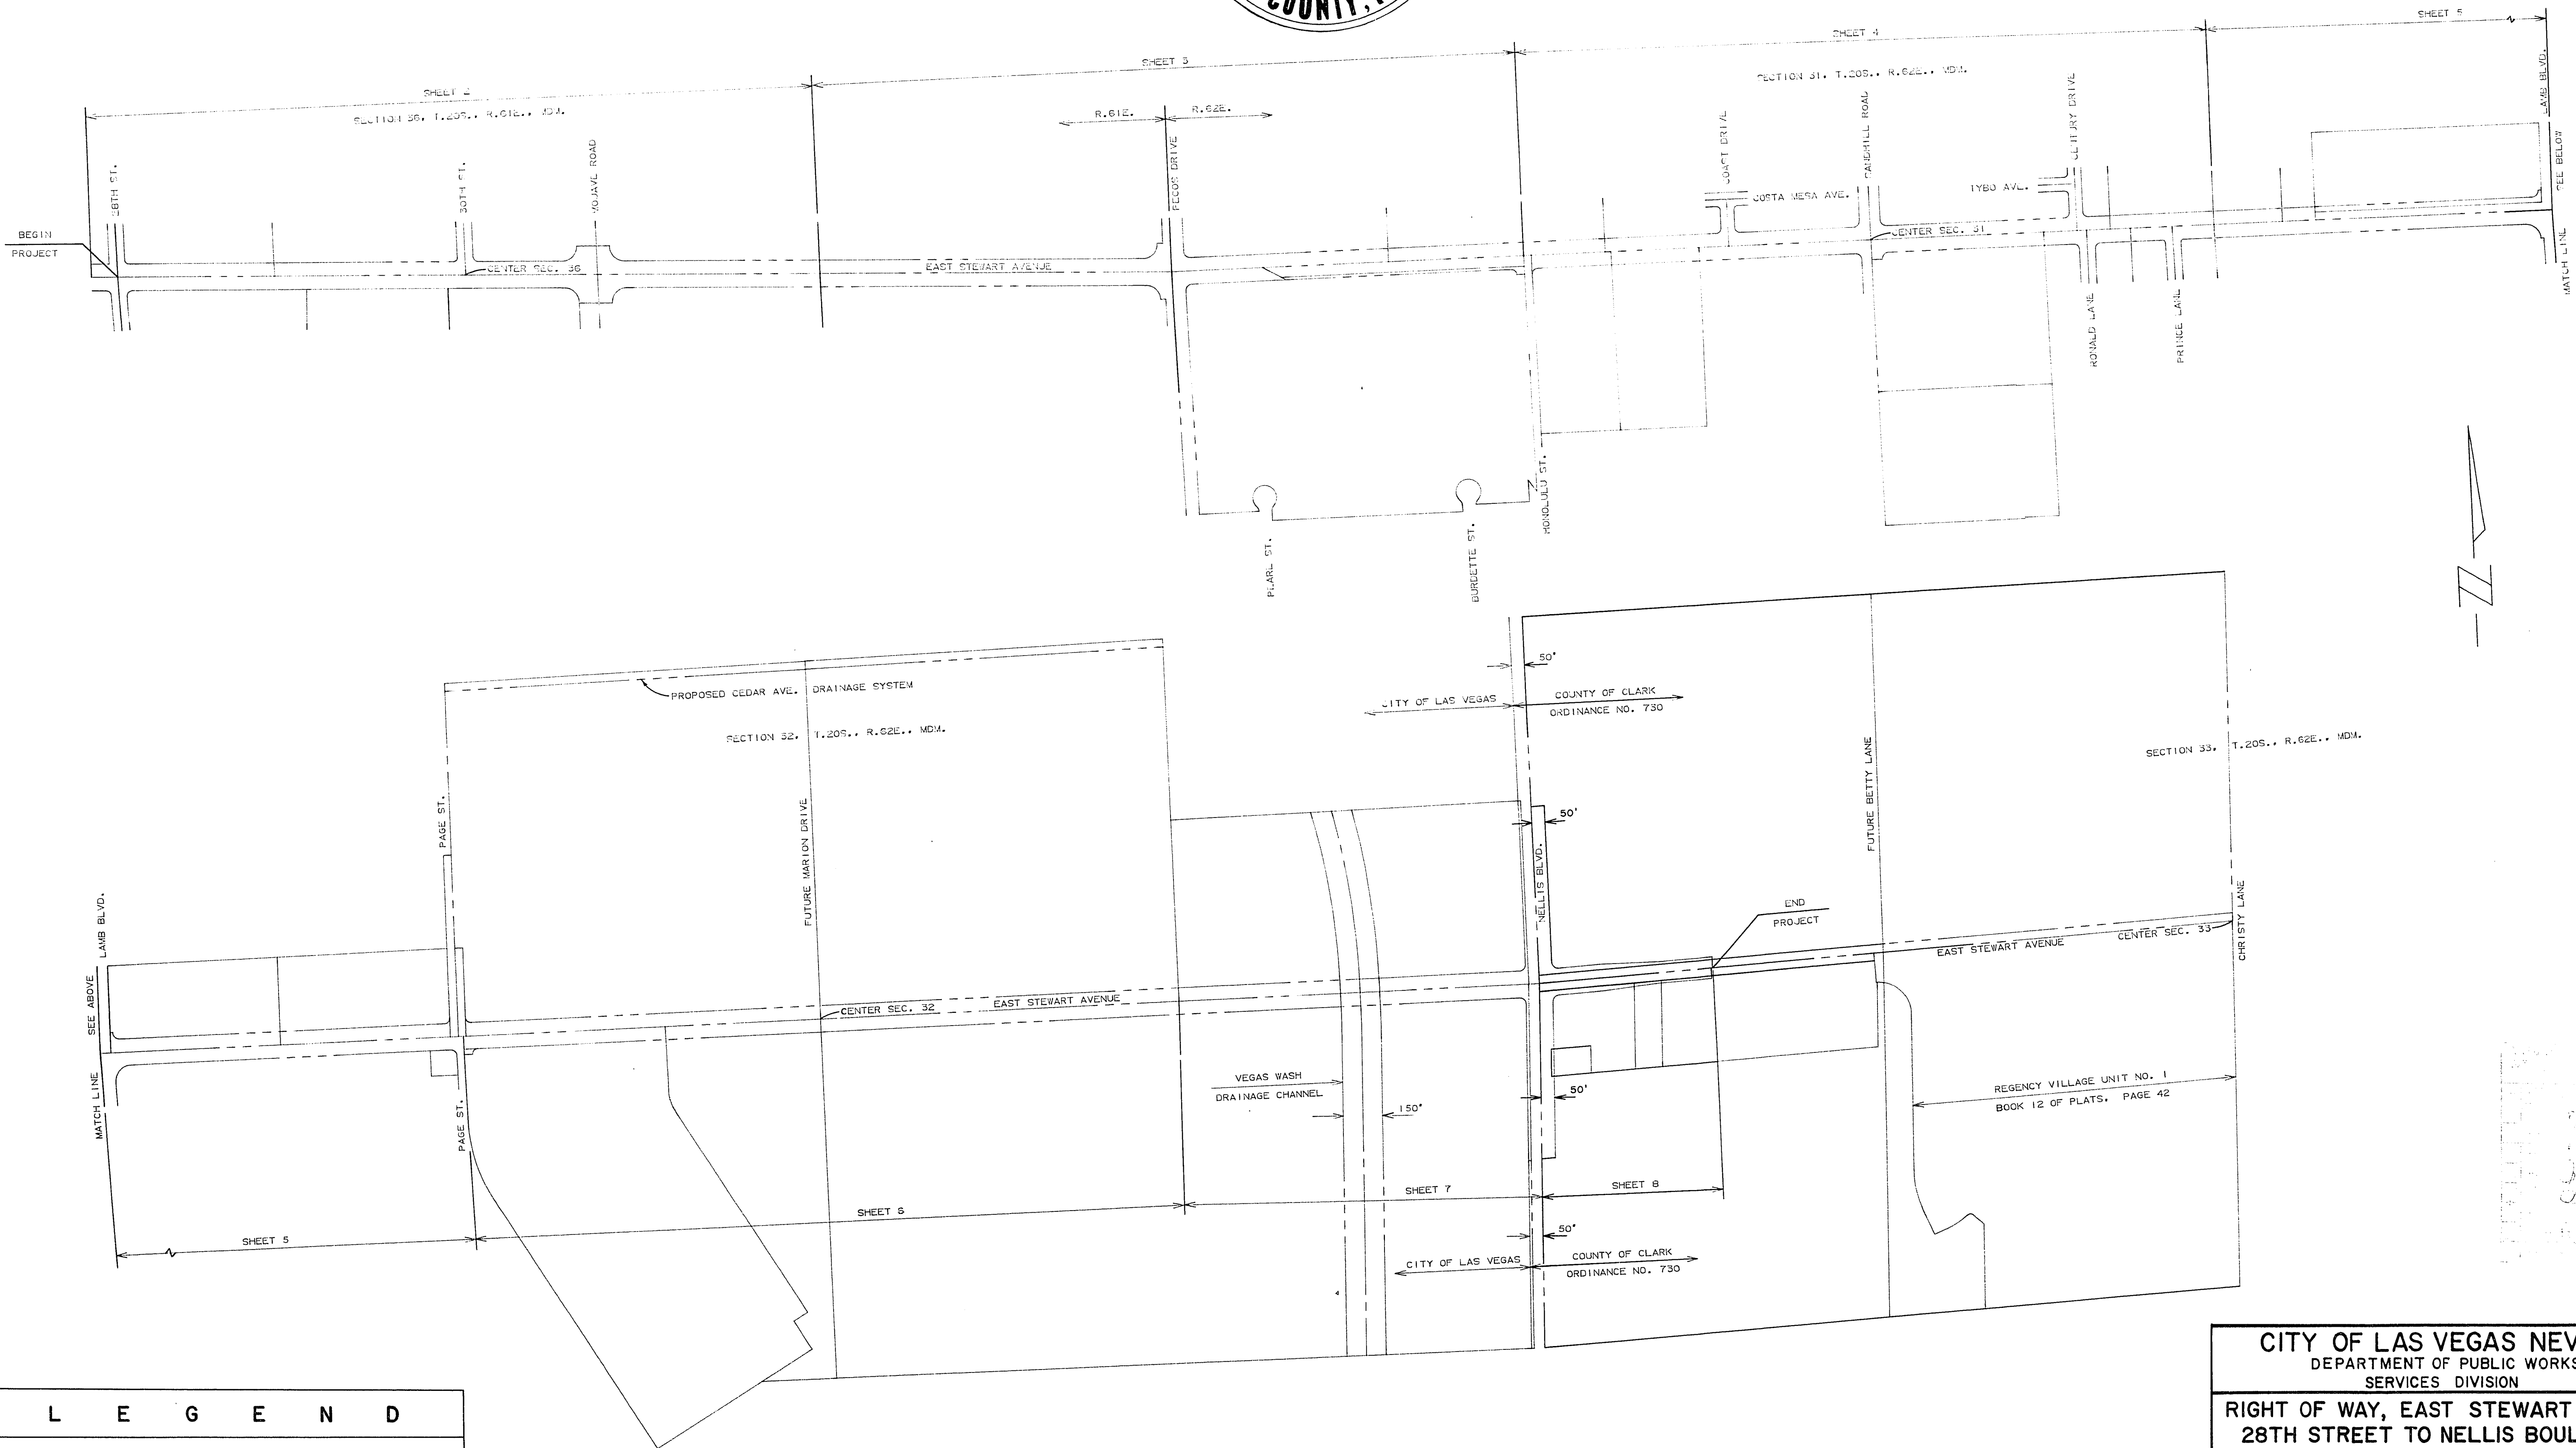 COUNTY,
SHEET 2
SHEET 3
SHEET 4
SHEET 5
SECTION 36, T.20S., R.61E., MDM.
R.61E.
R.62E.
SECTION 31, T.20S., R.62E., MDM.
28TH ST.
30TH ST.
MOJAVE ROAD
PECOS DRIVE
COAST DRIVE
SANDHILL ROAD
CENTURY DRIVE
LAMB BLVD.
SEE BELOW
MATCH LINE
COSTA MESA AVE.
TYBO AVE.
BEGIN
PROJECT
CENTER SEC. 36
EAST STEWART AVENUE
CENTER SEC. 31
RONALD LANE
PRINCE LANE
HONOLULU ST.
PEARL ST.
BURDETTE ST.
N
50'
PROPOSED CEDAR AVE. DRAINAGE SYSTEM
CITY OF LAS VEGAS
COUNTY OF CLARK
ORDINANCE NO. 730
SECTION 32, T.20S., R.62E., MDM.
SECTION 33, T.20S., R.62E., MDM.
PAGE ST.
FUTURE MARION DRIVE
50'
NELLIS BLVD.
FUTURE BETTY LANE
END
PROJECT
LAMB BLVD.
SEE ABOVE
MATCH LINE
CENTER SEC. 32
EAST STEWART AVENUE
EAST STEWART AVENUE
CENTER SEC. 33
CHRISTY LANE
VEGAS WASH
DRAINAGE CHANNEL
150'
50'
REGENCY VILLAGE UNIT NO. 1
BOOK 12 OF PLATS, PAGE 42
PAGE ST.
SHEET 5
SHEET 6
SHEET 7
SHEET 8
50'
CITY OF LAS VEGAS
COUNTY OF CLARK
ORDINANCE NO. 730
LEGEND
CITY OF LAS VEGAS NEV
DEPARTMENT OF PUBLIC WORKS
SERVICES DIVISION
RIGHT OF WAY, EAST STEWART
28TH STREET TO NELLIS BOUL